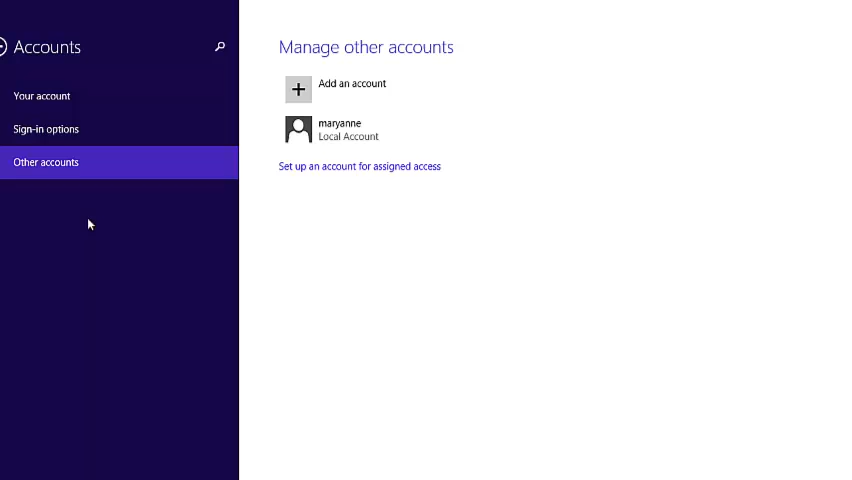 Accounts
Your account
Sign-in options
Other accounts
Manage other accounts
Add an account
maryanne
Local Account
Set up an account for assigned access